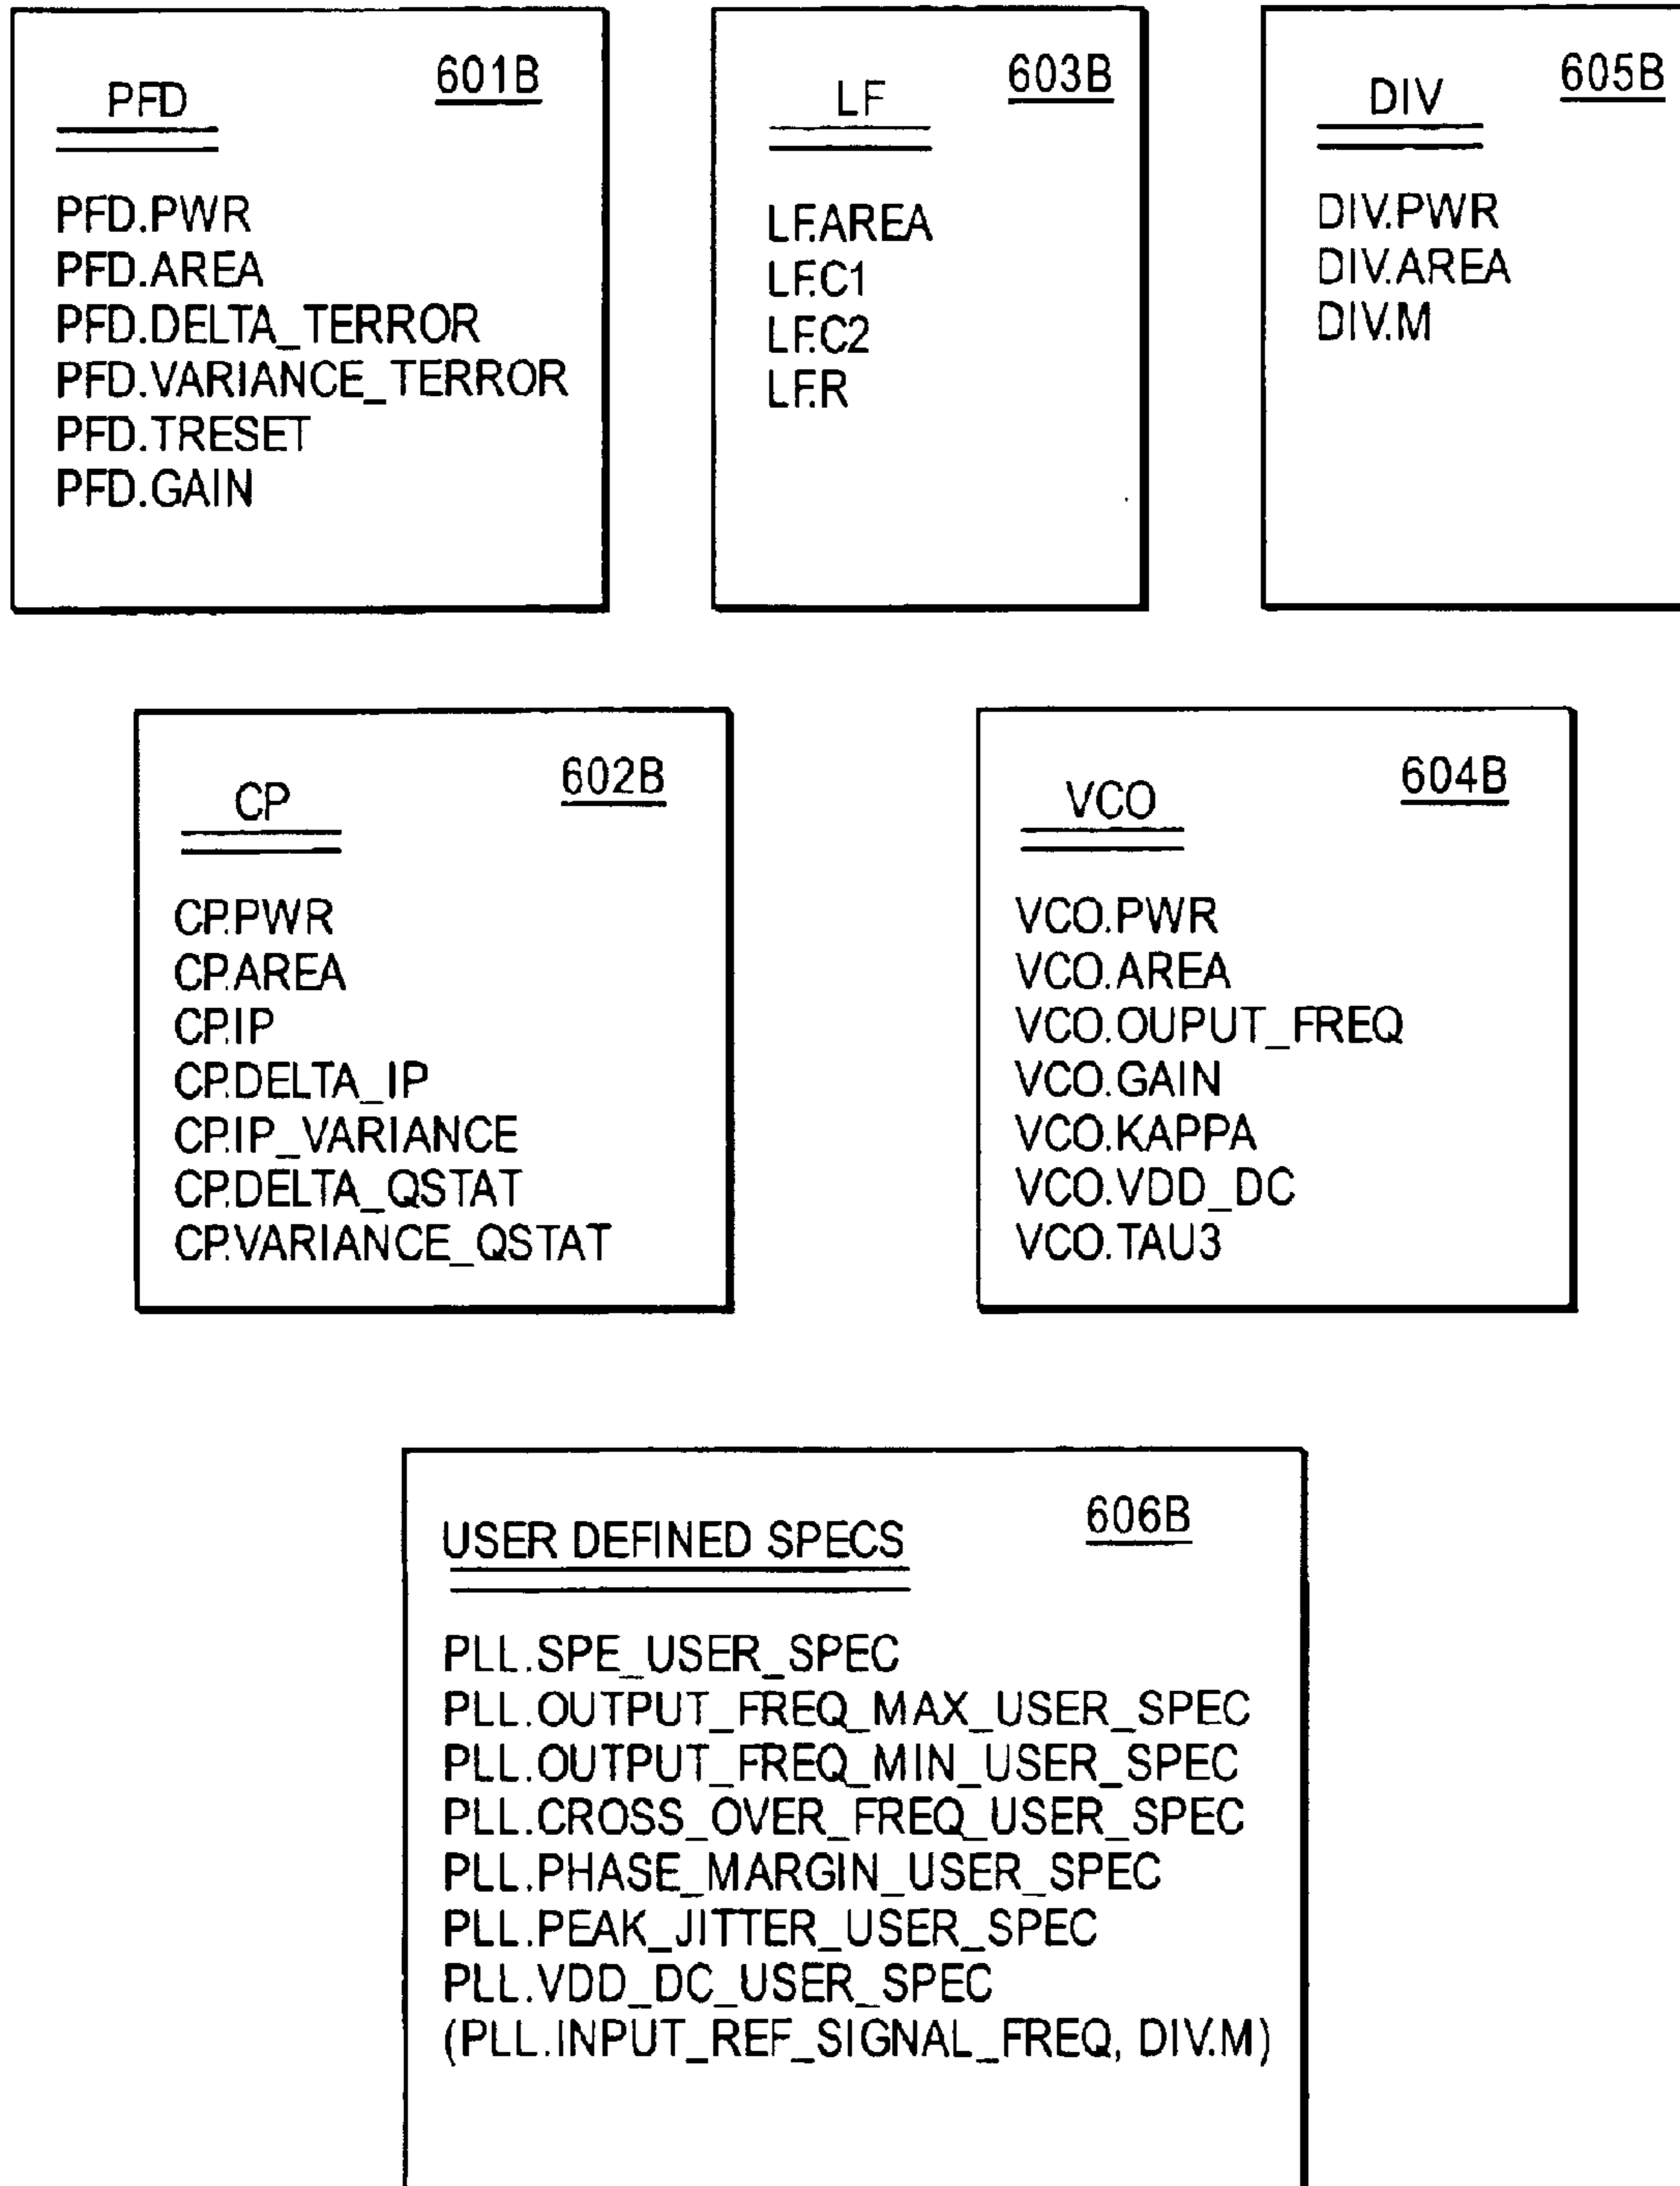 PFD 601B
PFD.PWR
PFD.AREA
PFD.DELTA_TERROR
PFD.VARIANCE_TERROR
PFD.TRESET
PFD.GAIN
LF 603B
LF.AREA
LF.C1
LF.C2
LF.R
DIV 605B
DIV.PWR
DIV.AREA
DIV.M
CP 602B
CP.PWR
CP.AREA
CP.IP
CP.DELTA_IP
CP.IP_VARIANCE
CP.DELTA_QSTAT
CP.VARIANCE_QSTAT
VCO 604B
VCO.PWR
VCO.AREA
VCO.OUPUT_FREQ
VCO.GAIN
VCO.KAPPA
VCO.VDD_DC
VCO.TAU3
USER DEFINED SPECS 606B
PLL.SPE_USER_SPEC
PLL.OUTPUT_FREQ_MAX_USER_SPEC
PLL.OUTPUT_FREQ_MIN_USER_SPEC
PLL.CROSS_OVER_FREQ_USER_SPEC
PLL.PHASE_MARGIN_USER_SPEC
PLL.PEAK_JITTER_USER_SPEC
PLL.VDD_DC_USER_SPEC
(PLL.INPUT_REF_SIGNAL_FREQ, DIV.M)